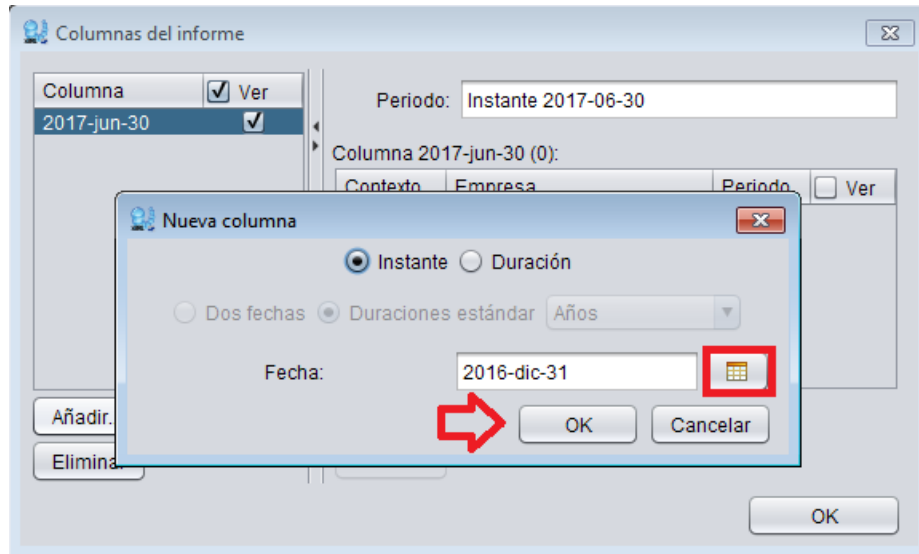 Columnas del informe
Columna Ver
2017-jun-30
Periodo: Instante 2017-06-30
Columna 2017-jun-30 (0):
Contexto Empresa Periodo Ver
Nueva columna
Instante Duración
Dos fechas Duraciones estándar Años
Fecha: 2016-dic-31
OK Cancelar
Añadir..
Eliminar
OK